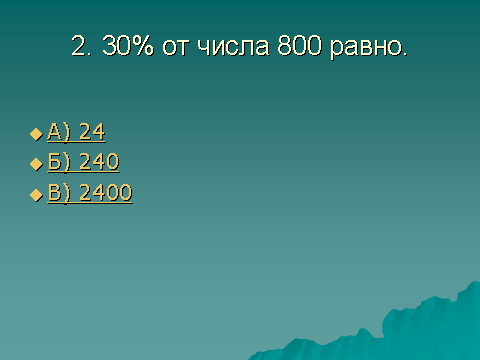 2. 30% от числа 800 равно.
А) 24
Б) 240
В) 2400